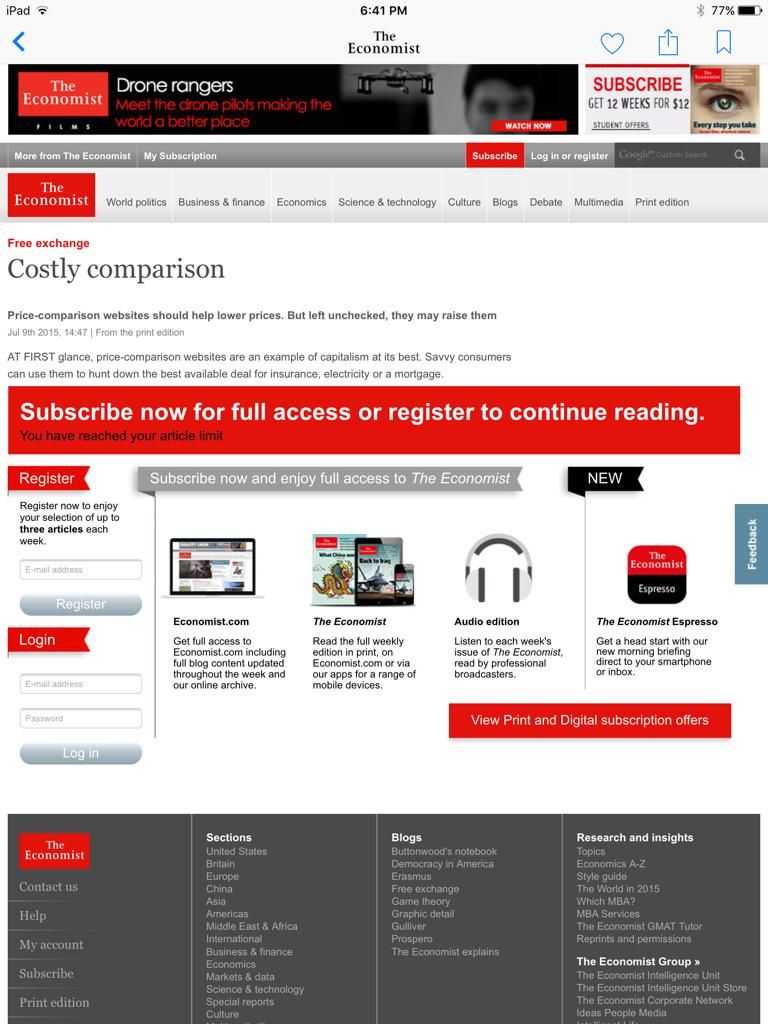 iPad
6:41 PM
77%
The
Economist
The
Economist
FILMS
Drone rangers
Meet the drone pilots making the
world a better place
WATCH NOW
SUBSCRIBE
GET 12 WEEKS FOR $12
STUDENT OFFERS
Every step you take
More from The Economist
My Subscription
Subscribe
Log in or register
Google™ Custom Search
The
Economist
World politics
Business & finance
Economics
Science & technology
Culture
Blogs
Debate
Multimedia
Print edition
Free exchange
Costly comparison
Price-comparison websites should help lower prices. But left unchecked, they may raise them
Jul 9th 2015, 14:47 | From the print edition
AT FIRST glance, price-comparison websites are an example of capitalism at its best. Savvy consumers
can use them to hunt down the best available deal for insurance, electricity or a mortgage.
Subscribe now for full access or register to continue reading.
You have reached your article limit
Register
Register now to enjoy
your selection of up to
three articles each
week.
E-mail address
Register
Login
E-mail address
Password
Log in
Subscribe now and enjoy full access to The Economist
NEW
Economist.com
Get full access to
Economist.com including
full blog content updated
throughout the week and
our online archive.
What China wa
Back to Iraq
The Economist
Read the full weekly
edition in print, on
Economist.com or via
our apps for a range of
mobile devices.
Audio edition
Listen to each week's
issue of The Economist,
read by professional
broadcasters.
The
Economist
Espresso
The Economist Espresso
Get a head start with our
new morning briefing
direct to your smartphone
or inbox.
View Print and Digital subscription offers
Feedback
The
Economist
Contact us
Help
My account
Subscribe
Print edition
Sections
United States
Britain
Europe
China
Asia
Americas
Middle East & Africa
International
Business & finance
Economics
Markets & data
Science & technology
Special reports
Culture
Blogs
Buttonwood's notebook
Democracy in America
Erasmus
Free exchange
Game theory
Graphic detail
Gulliver
Prospero
The Economist explains
Research and insights
Topics
Economics A-Z
Style guide
The World in 2015
Which MBA?
MBA Services
The Economist GMAT Tutor
Reprints and permissions
The Economist Group »
The Economist Intelligence Unit
The Economist Intelligence Unit Store
The Economist Corporate Network
Ideas People Media